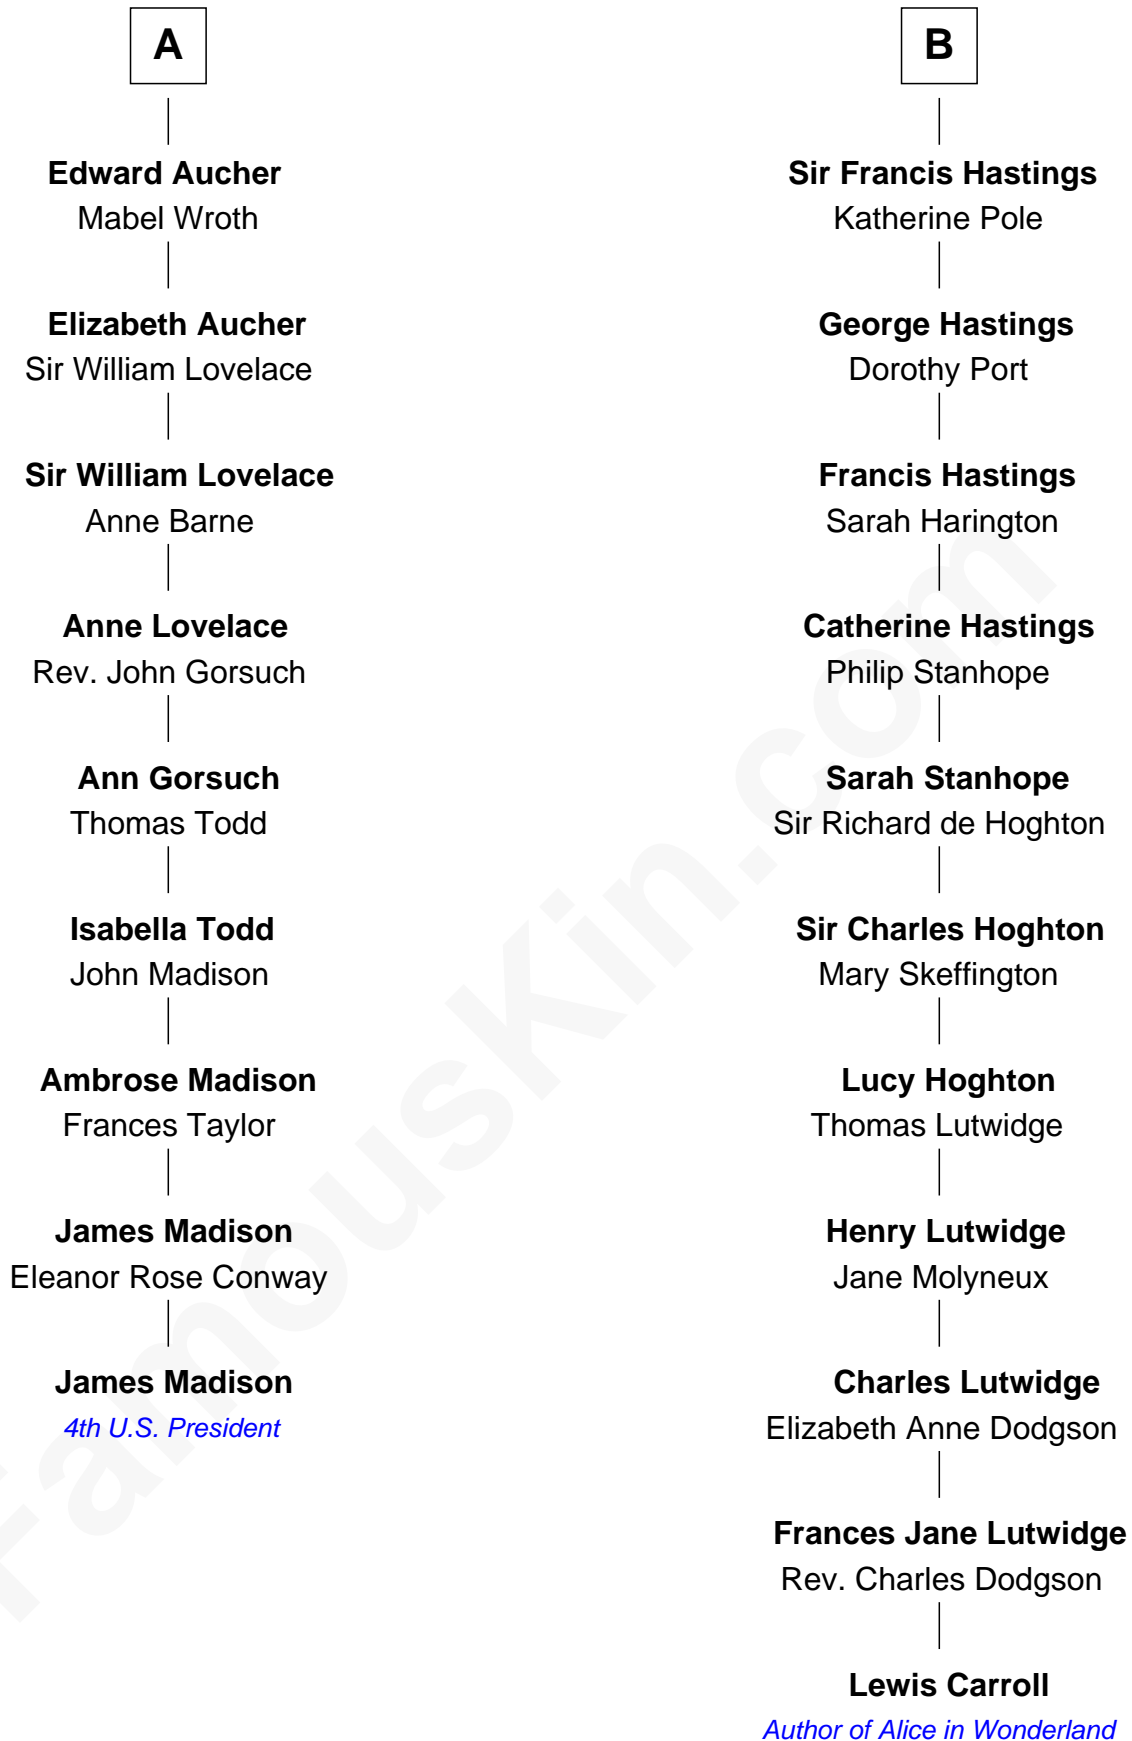 A
Edward Aucher
Mabel Wroth
Elizabeth Aucher
Sir William Lovelace
Sir William Lovelace
Anne Barne
Anne Lovelace
Rev. John Gorsuch
Ann Gorsuch
Thomas Todd
Isabella Todd
John Madison
Ambrose Madison
Frances Taylor
James Madison
Eleanor Rose Conway
James Madison
4th U.S. President
B
Sir Francis Hastings
Katherine Pole
George Hastings
Dorothy Port
Francis Hastings
Sarah Harington
Catherine Hastings
Philip Stanhope
Sarah Stanhope
Sir Richard de Hoghton
Sir Charles Hoghton
Mary Skeffington
Lucy Hoghton
Thomas Lutwidge
Henry Lutwidge
Jane Molyneux
Charles Lutwidge
Elizabeth Anne Dodgson
Frances Jane Lutwidge
Rev. Charles Dodgson
Lewis Carroll
Author of Alice in Wonderland
FamousKin.com